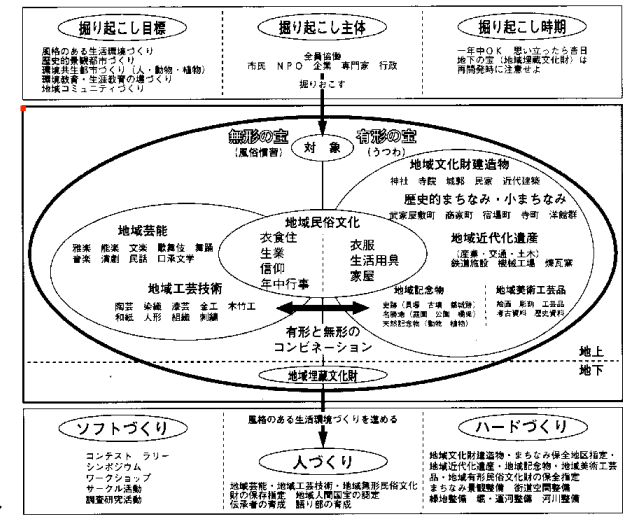 掘り起こし目標
風格のある生活環境づくり
歴史的景観都市づくり
環境共生都市づくり（人・動物・植物）
環境教育・生涯教育の場づくり
地域コミュニティづくり
掘り起こし主体
全員協働
市民 ＮＰＯ 企業 専門家 行政
掘りおこす
掘り起こし時期
一年中ＯＫ 思い立ったら吉日
地下の宝（地域埋蔵文化財）は
再開発時に注意せよ
無形の宝
（風俗慣習）
有形の宝
（うつわ）
対象
地域文化財建造物
神社 寺院 城郭 民家 近代建築
歴史的まちなみ・小まちなみ
武家屋敷町 商家町 宿場町 寺町 洋館群
地域近代化遺産
（産業・交通・土木）
鉄道施設 機械工場 煉瓦窯
地域芸能
雅楽 能楽 文楽 歌舞伎 舞踊
音楽 演劇 民話 口承文学
地域工芸技術
陶芸 染織 漆芸 金工 木竹工
和紙 人形 組織 刺繍
地域民俗文化
衣食住
生業
信仰
年中行事
衣服
生活用具
家屋
地域記念物
史跡（貝塚 古墳 城跡）
名勝地（庭園 公園 橋梁）
天然記念物（動物 植物）
地域美術工芸品
絵画 彫刻 工芸品
考古資料 歴史資料
有形と無形の
コンビネーション
地上
地下
地域埋蔵文化財
風格のある生活環境づくりを進める
ソフトづくり
コンテスト ラリー
シンポジウム
ワークショップ
サークル活動
調査研究活動
人づくり
地域芸能・地域工芸技術・地域無形民俗文化
財の保存指定 地域人間国宝の認定
伝承者の育成 語り部の育成
ハードづくり
地域文化財建造物・まちなみ保全地区指定・
地域近代化遺産・地域記念物・地域美術工芸
品・地域有形民俗文化財の保全指定
まちなみ景観整備 街道空間整備
緑地整備 堀・運河整備 河川整備